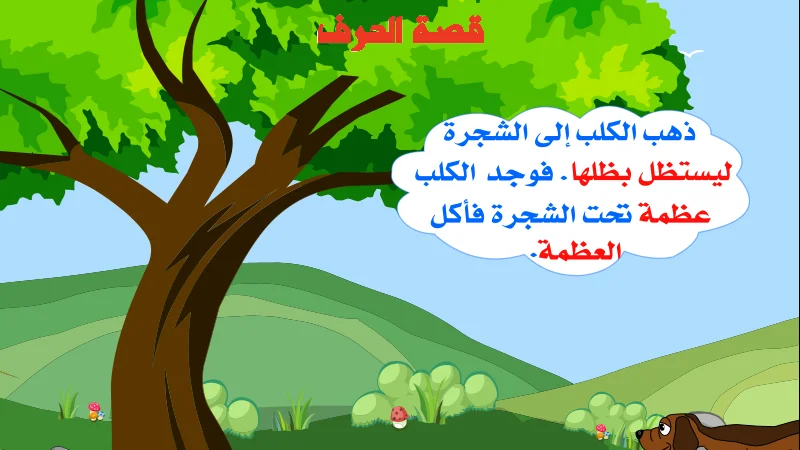 قصة الحرف
ذهب الكلب إلى الشجرة
ليستظل بظلها. فوجد الكلب
عظمة تحت الشجرة فأكل
العظمة.